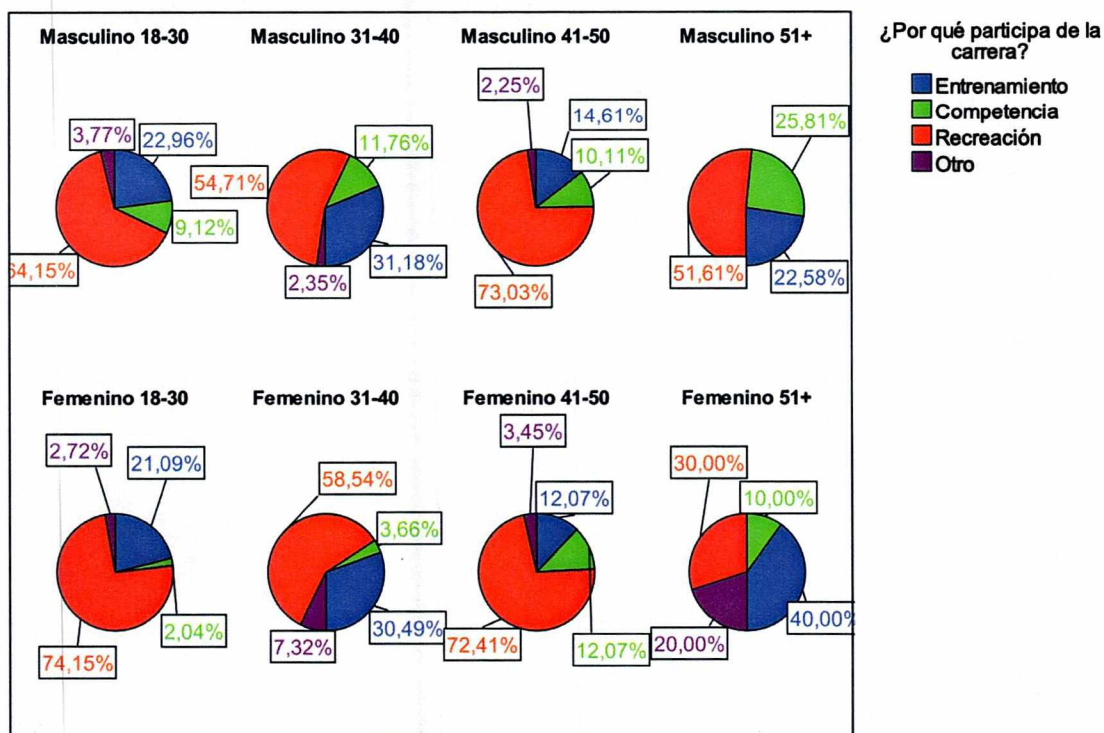 ¿Por qué participa de la
carrera?
Entrenamiento
Competencia
Recreación
Otro
Masculino 18-30
3,77%
22,96%
9,12%
64,15%
Masculino 31-40
11,76%
54,71%
31,18%
2,35%
Masculino 41-50
2,25%
14,61%
10,11%
73,03%
Masculino 51+
25,81%
51,61%
22,58%
Femenino 18-30
2,72%
21,09%
2,04%
74,15%
Femenino 31-40
58,54%
3,66%
30,49%
7,32%
Femenino 41-50
3,45%
12,07%
72,41%
12,07%
Femenino 51+
30,00%
10,00%
40,00%
20,00%